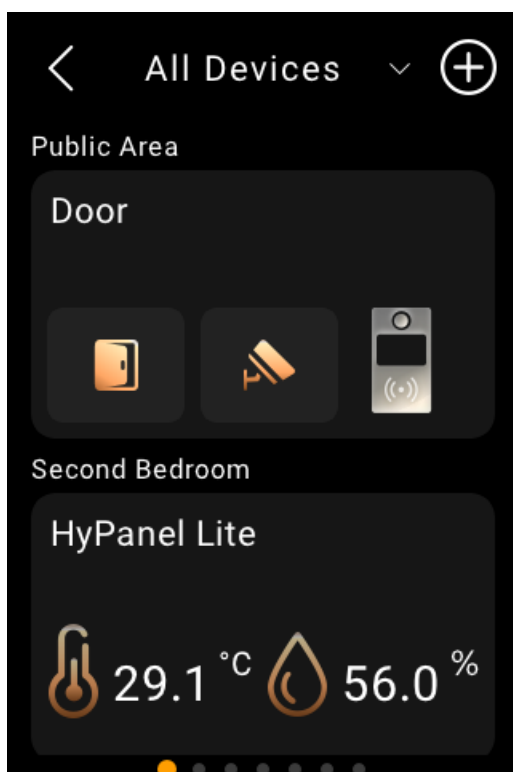 All Devices
Public Area
Door
Second Bedroom
HyPanel Lite
29.1 °C 56.0 %